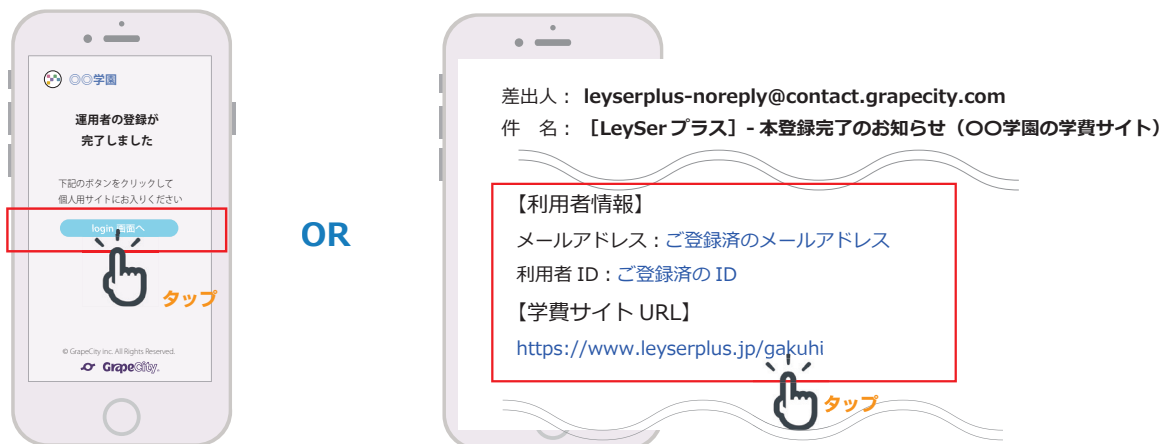 ◎◎学園
運用者の登録が
完了しました
下記のボタンをクリックして
個人用サイトにお入りください
login 画面へ
タップ
© GrapeCity inc. All Rights Reserved.
GrapeCity.
OR
差出人： leyserplus-noreply@contact.grapecity.com
件　名： ［LeySer プラス］- 本登録完了のお知らせ（〇〇学園の学費サイト）
【利用者情報】
メールアドレス：ご登録済のメールアドレス
利用者 ID：ご登録済の ID
【学費サイト URL】
https://www.leyserplus.jp/gakuhi
タップ